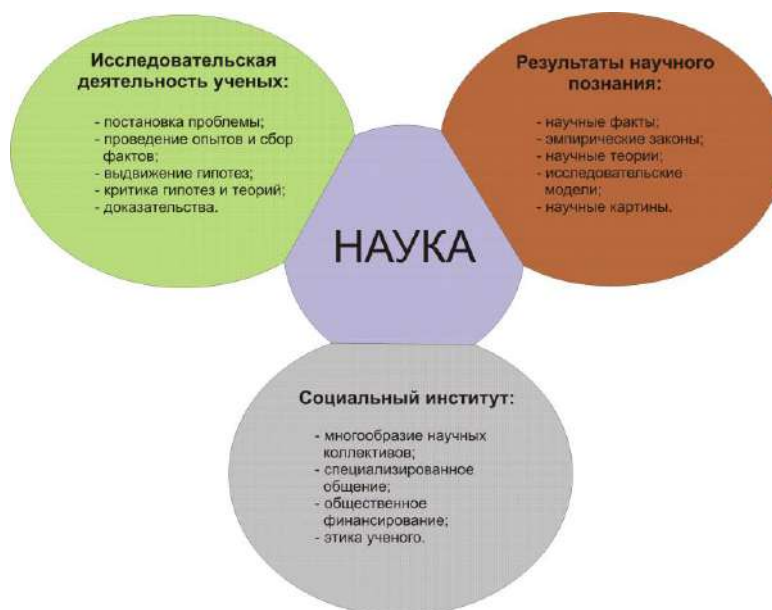 Исследовательская
деятельность ученых:
- постановка проблемы;
- проведение опытов и сбор
фактов;
- выдвижение гипотез;
- критика гипотез и теорий;
- доказательства.
Результаты научного
познания:
- научные факты;
- эмпирические законы;
- научные теории;
- исследовательские
модели;
- научные картины.
НАУКА
Социальный институт:
- многообразие научных
коллективов;
- специализированное
общение;
- общественное
финансирование;
- этика ученого.